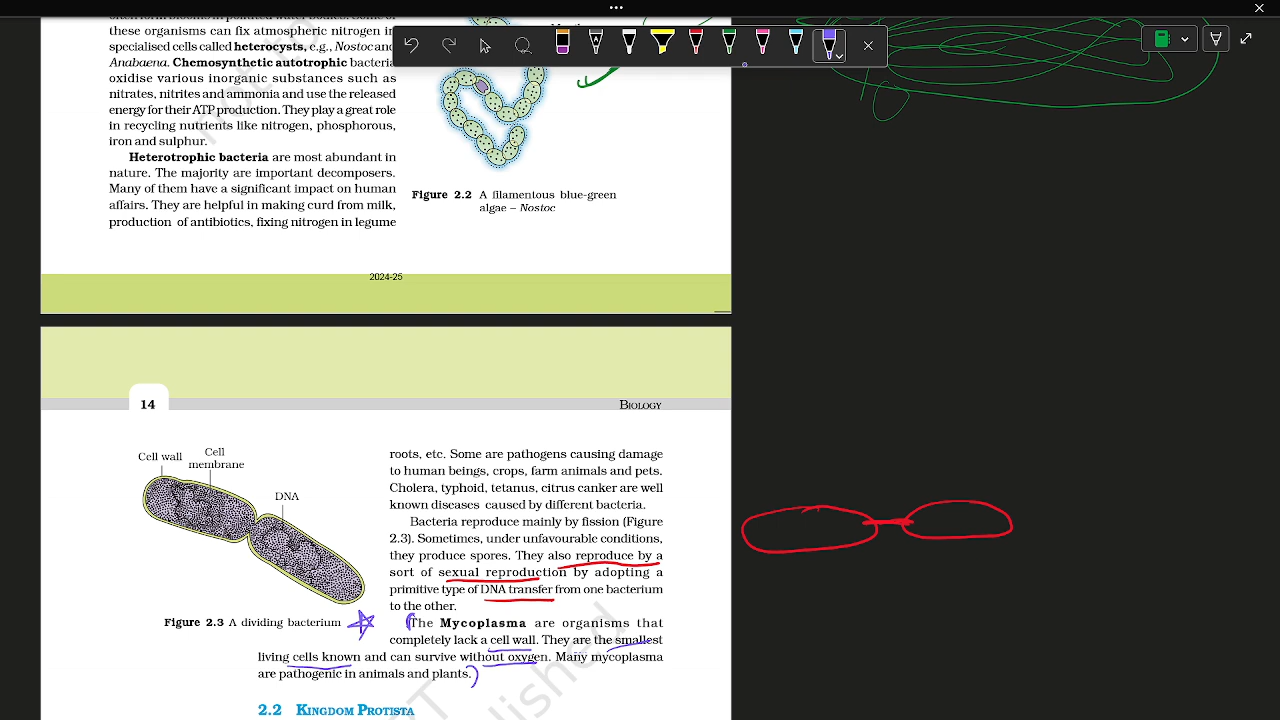 these organisms can fix atmospheric nitrogen in
specialised cells called heterocysts, e.g., Nostoc and
Anabaena. Chemosynthetic autotrophic bacteria
oxidise various inorganic substances such as
nitrates, nitrites and ammonia and use the released
energy for their ATP production. They play a great role
in recycling nutrients like nitrogen, phosphorous,
iron and sulphur.
Heterotrophic bacteria are most abundant in
nature. The majority are important decomposers.
Many of them have a significant impact on human
affairs. They are helpful in making curd from milk,
production of antibiotics, fixing nitrogen in legume
Figure 2.2 A filamentous blue-green
algae – Nostoc
2024-25
14
BIOLOGY
Cell wall
Cell
membrane
DNA
Figure 2.3 A dividing bacterium
roots, etc. Some are pathogens causing damage
to human beings, crops, farm animals and pets.
Cholera, typhoid, tetanus, citrus canker are well
known diseases caused by different bacteria.
Bacteria reproduce mainly by fission (Figure
2.3). Sometimes, under unfavourable conditions,
they produce spores. They also reproduce by a
sort of sexual reproduction by adopting a
primitive type of DNA transfer from one bacterium
to the other.
The Mycoplasma are organisms that
completely lack a cell wall. They are the smallest
living cells known and can survive without oxygen. Many mycoplasma
are pathogenic in animals and plants.
2.2 KINGDOM PROTISTA